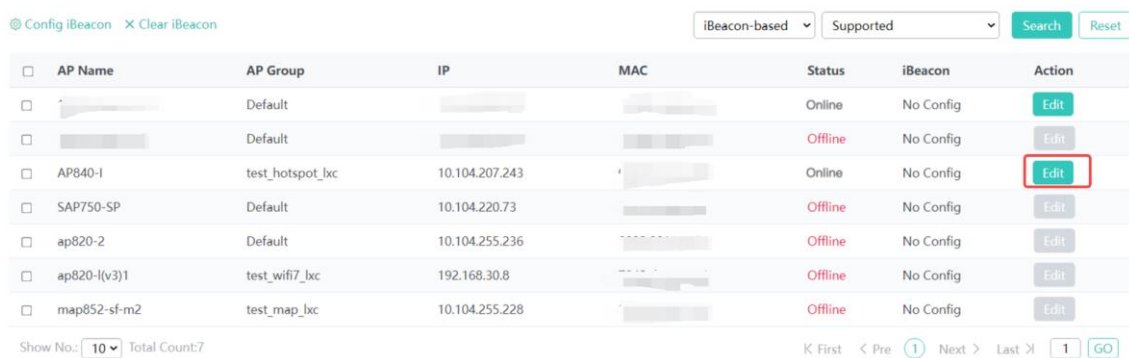 Config iBeacon Clear iBeacon iBeacon-based Supported Search Reset
AP Name AP Group IP MAC Status iBeacon Action
Default Online No Config Edit
Default Offline No Config Edit
AP840-I test_hotspot_lxc 10.104.207.243 Online No Config Edit
SAP750-SP Default 10.104.220.73 Offline No Config Edit
ap820-2 Default 10.104.255.236 Offline No Config Edit
ap820-l(v3)1 test_wifi7_lxc 192.168.30.8 Offline No Config Edit
map852-sf-m2 test_map_lxc 10.104.255.228 Offline No Config Edit
Show No.: 10 Total Count:7 K First < Pre 1 Next > Last 1 GO